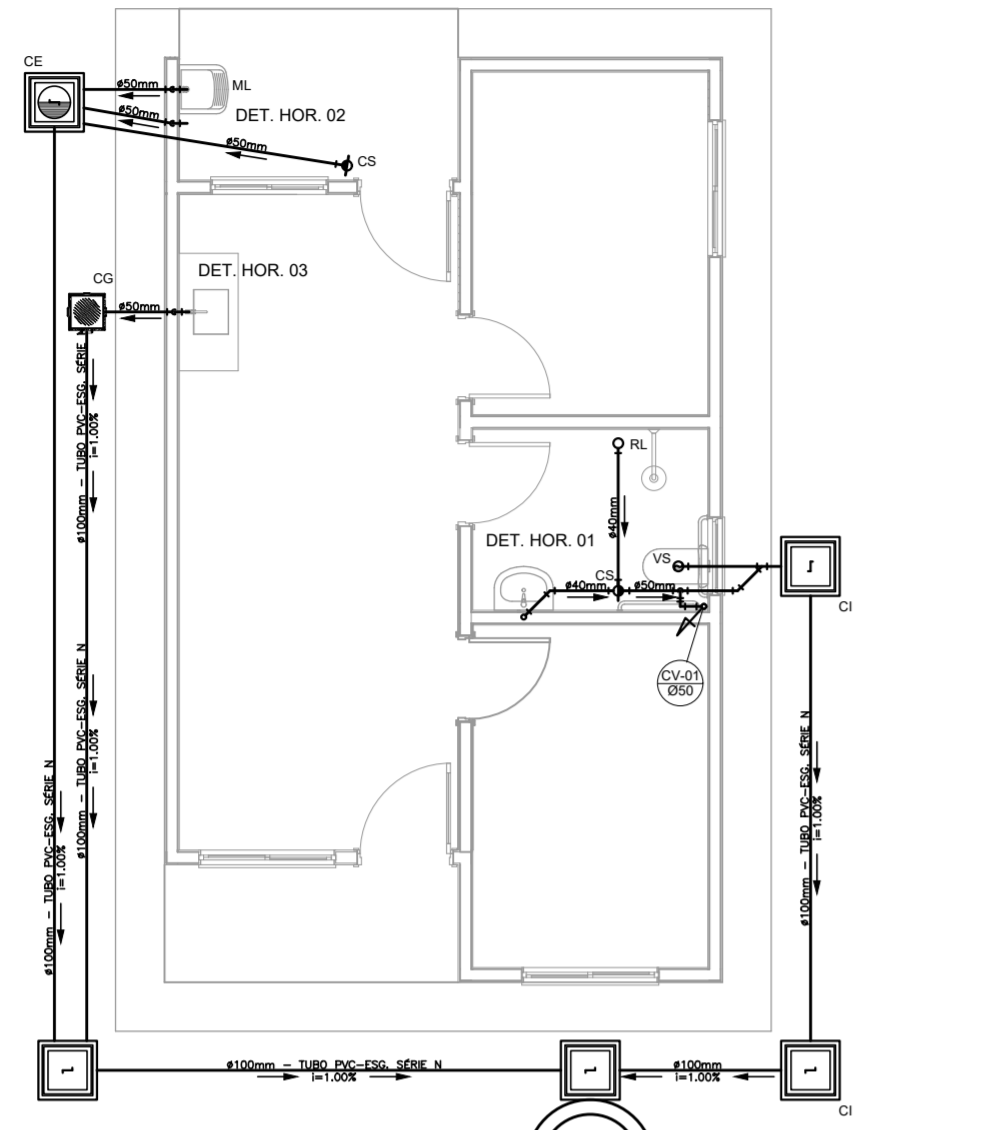 CE
ø50mm
ML
ø50mm
DET. HOR. 02
ø50mm
CS
DET. HOR. 03
CG
ø50mm
ø100mm – TUBO PVC-ESG, SÉRIE N
i=1.00%
RL
ø40mm
DET. HOR. 01
VS
CS
ø40mm
ø50mm
CI
CV-01
Ø50
ø100mm – TUBO PVC-ESG, SÉRIE N
i=1.00%
ø100mm – TUBO PVC-ESG, SÉRIE N
i=1.00%
ø100mm – TUBO PVC-ESG, SÉRIE N
i=1.00%
ø100mm – TUBO PVC-ESG, SÉRIE N
i=1.00%
ø100mm
i=1.00%
CI